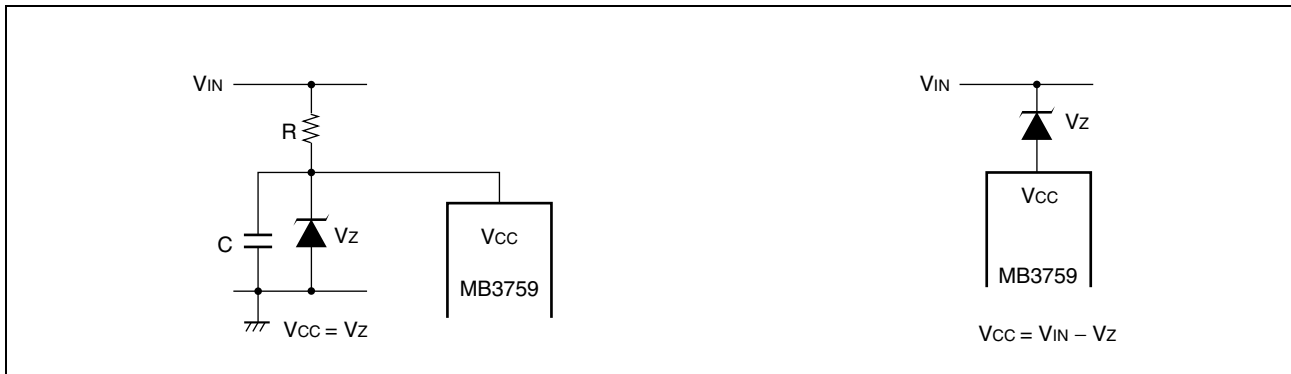 VIN
R
C
VZ
VCC
MB3759
VCC = VZ
VIN
VZ
VCC
MB3759
VCC = VIN − VZ